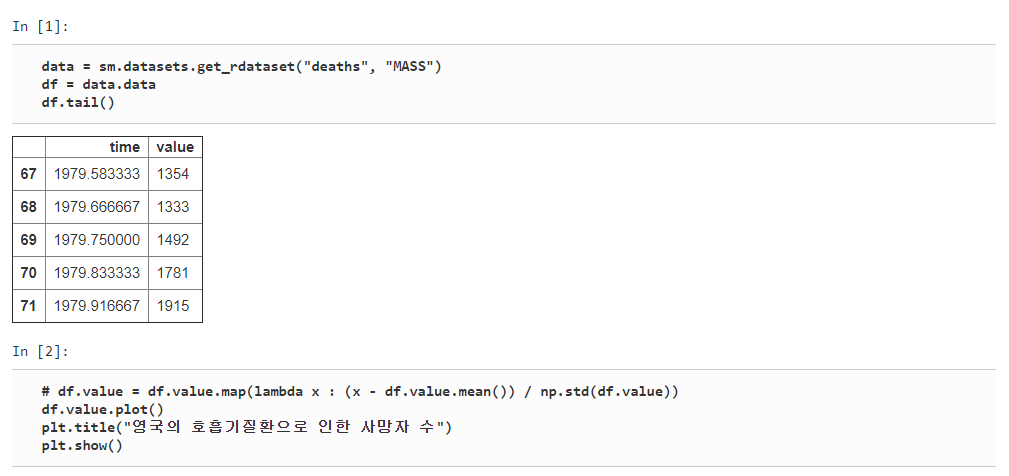 In [1]:
data = sm.datasets.get_rdataset("deaths", "MASS")
df = data.data
df.tail()
time value
67 1979.583333 1354
68 1979.666667 1333
69 1979.750000 1492
70 1979.833333 1781
71 1979.916667 1915
In [2]:
# df.value = df.value.map(lambda x : (x - df.value.mean()) / np.std(df.value))
df.value.plot()
plt.title("영국의 호흡기질환으로 인한 사망자 수")
plt.show()